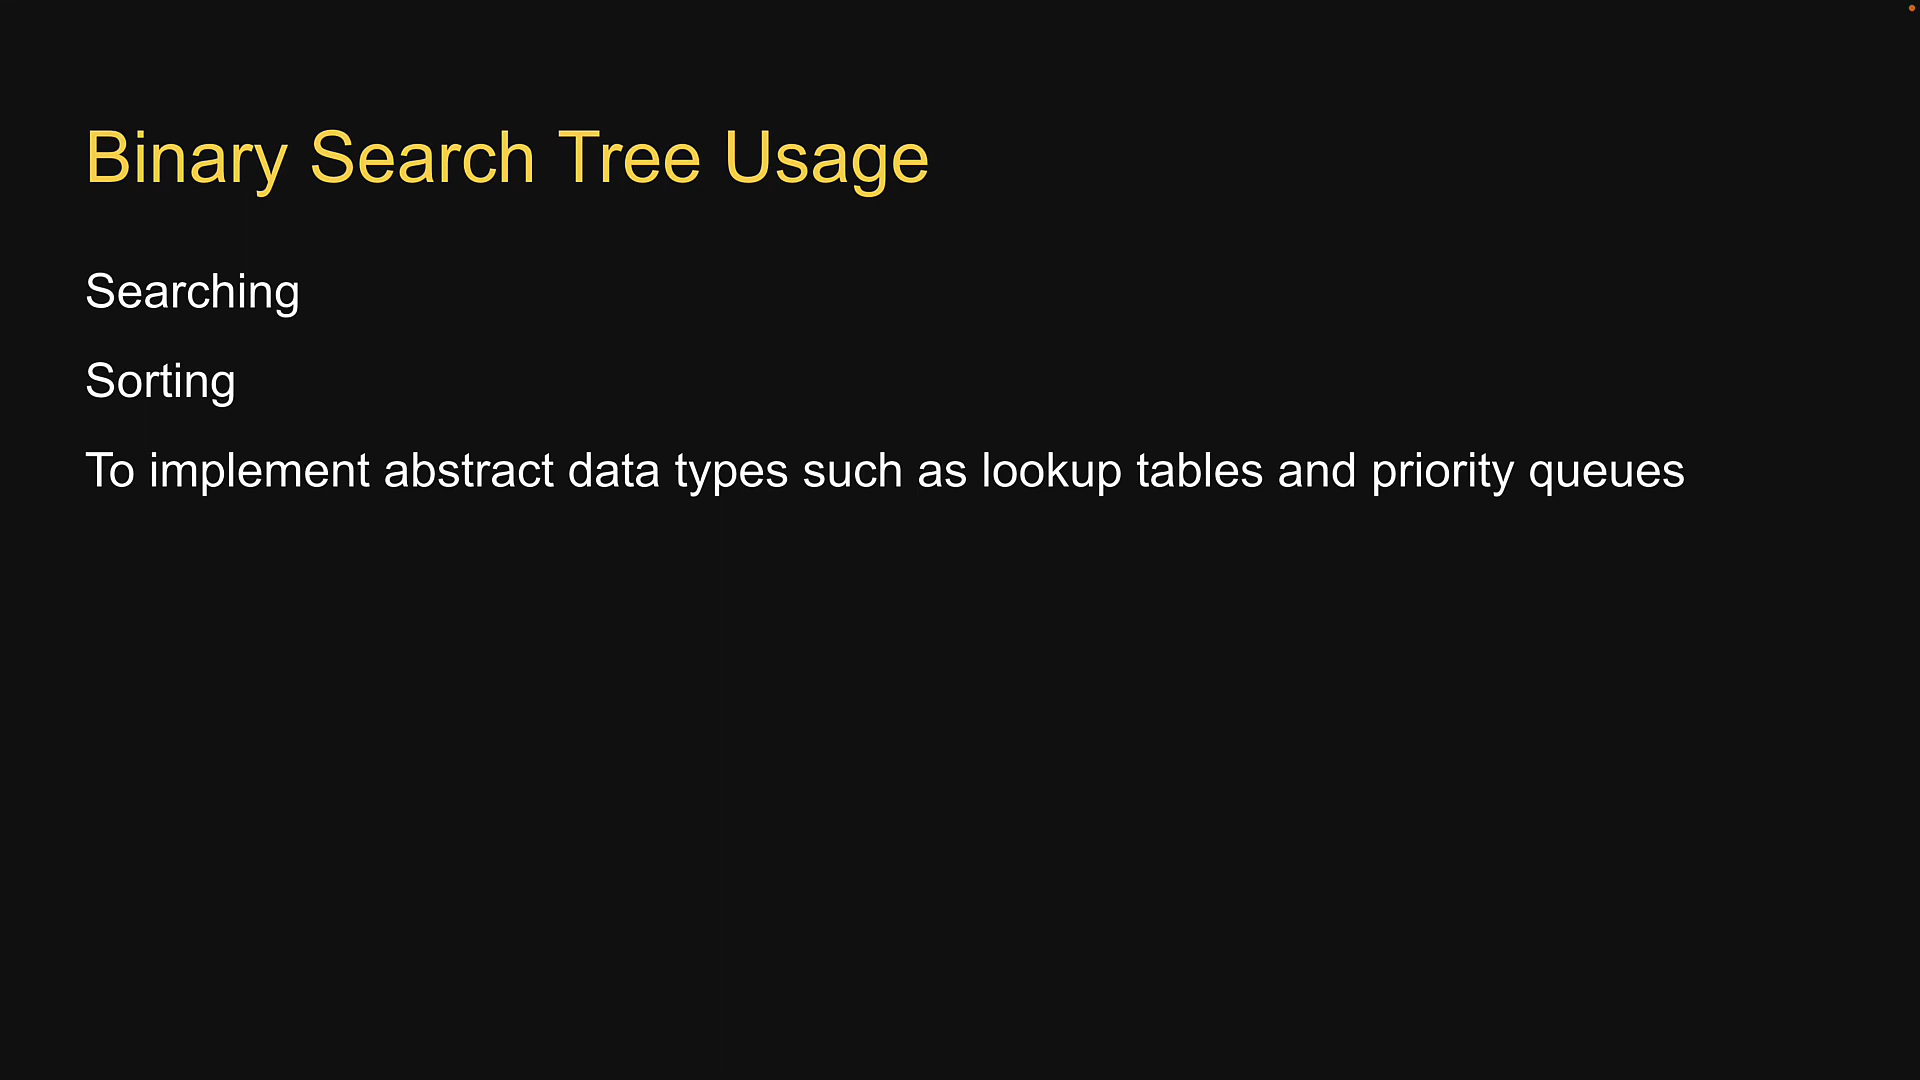 Binary Search Tree Usage
Searching
Sorting
To implement abstract data types such as lookup tables and priority queues